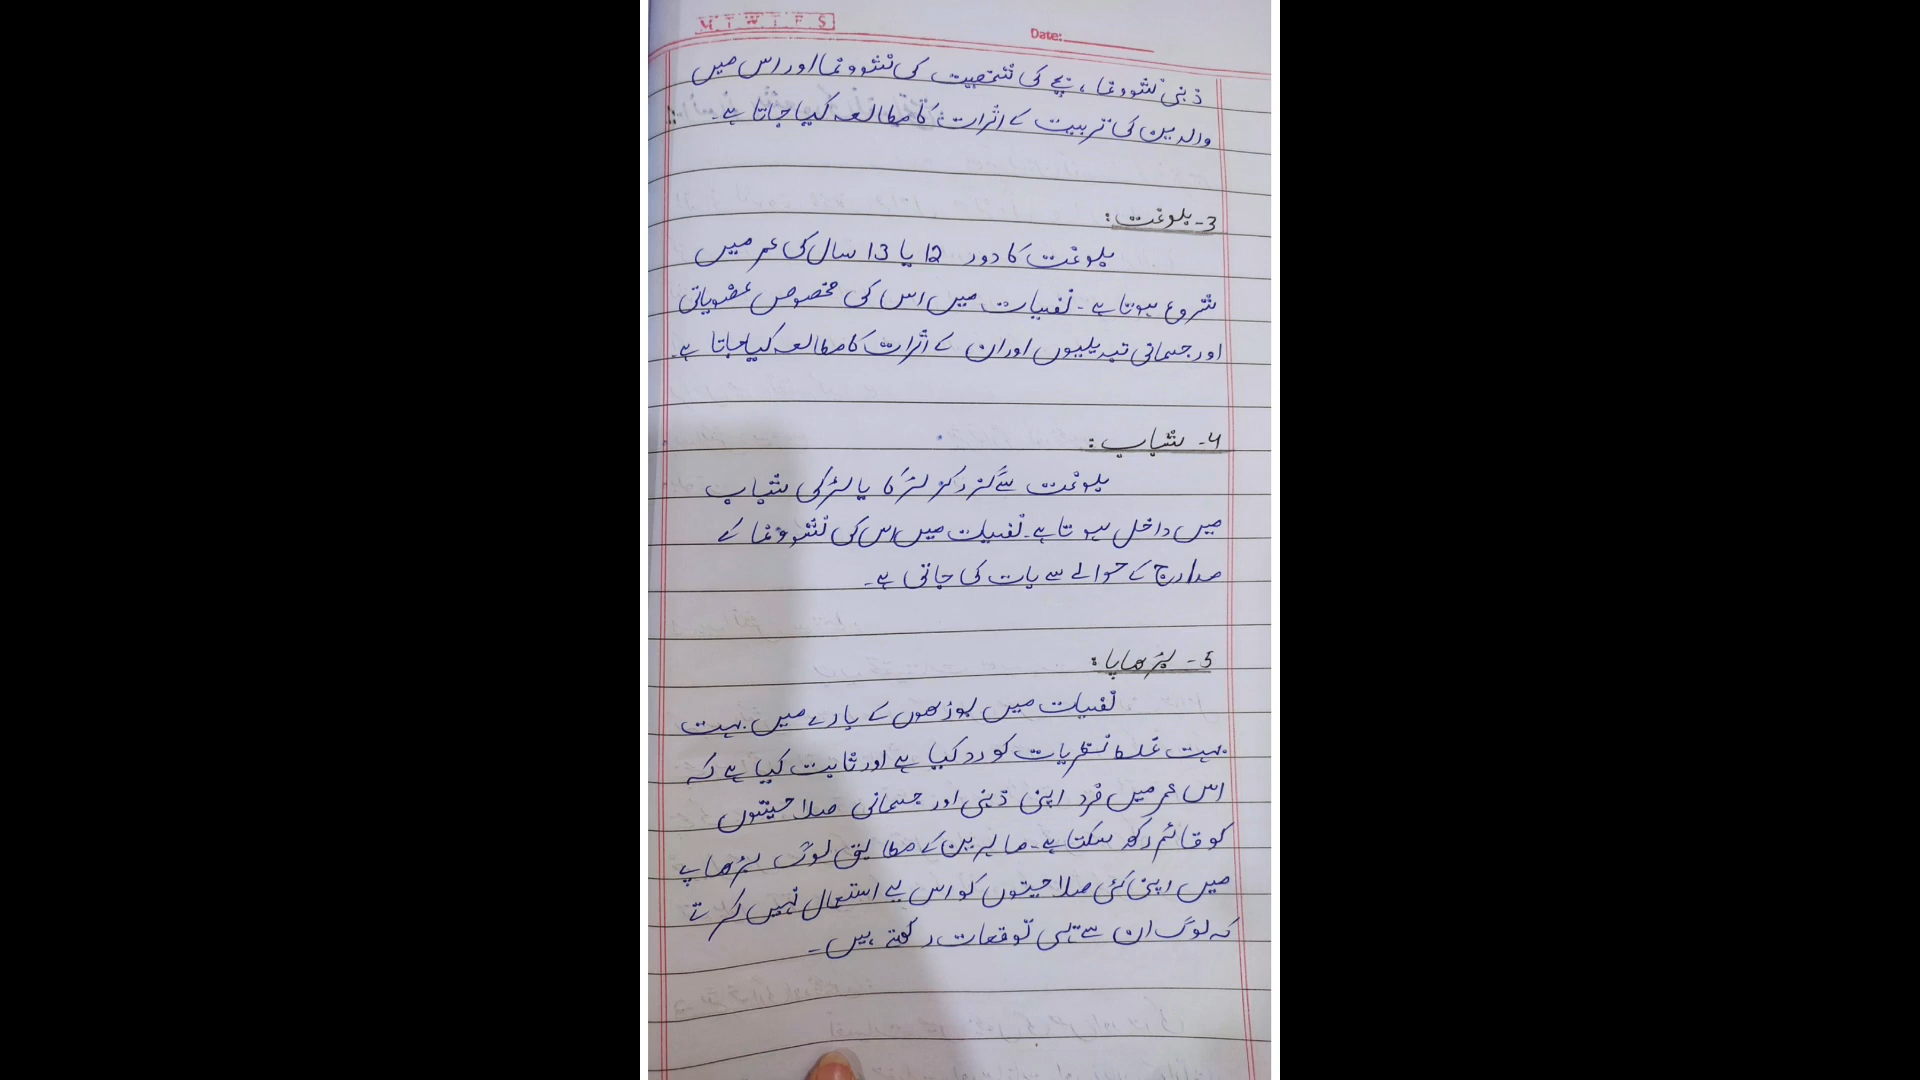 M T W T F S
Date:
ذہنی نشوونما، بچے کی شخصیت کی نشوونما اور اس میں
والدین کی تربیت کے اثرات کا مطالعہ کیا جاتا ہے۔
3- بلوغت:
بلوغت کا دور 12 یا 13 سال کی عمر میں
شروع ہوتا ہے۔ نفسیات میں اس کی مخصوص عضویاتی
اور جسمانی تبدیلیوں اور ان کے اثرات کا مطالعہ کیا جاتا ہے۔
4- شباب:
بلوغت سے گزر کر لڑکا یا لڑکی شباب
میں داخل ہوتا ہے۔ نفسیات میں اس کی نشوونما کے
مدارج کے حوالے سے بات کی جاتی ہے۔
5- بڑھاپا:
نفسیات میں بوڑھوں کے بارے میں بہت
بہت غلط نظریات کو رد کیا ہے اور ثابت کیا ہے کہ
اس عمر میں فرد اپنی ذہنی اور جسمانی صلاحیتوں
کو قائم رکھ سکتا ہے۔ ماہرین کے مطابق لوگ بڑھاپے
میں اپنی کئی صلاحیتوں کو اس لیے استعمال نہیں کرتے
کہ لوگ ان سے یہی توقعات رکھتے ہیں۔